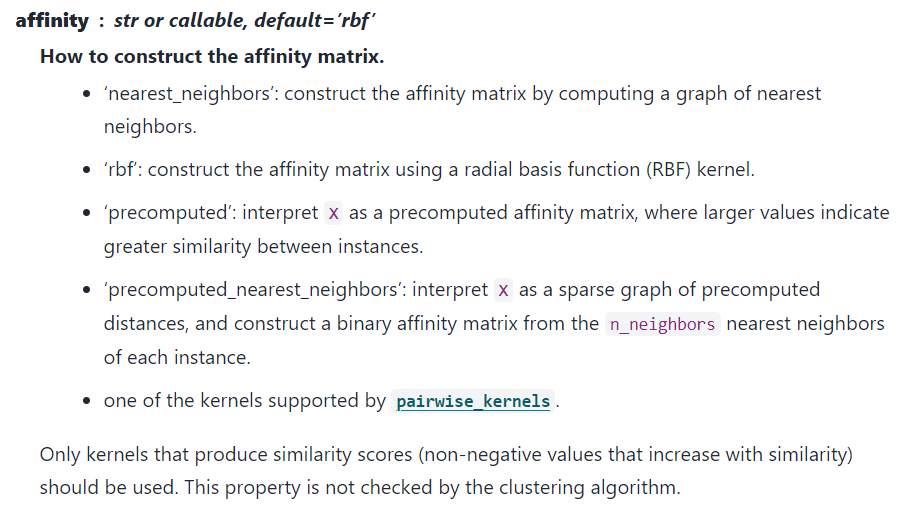 affinity : str or callable, default=’rbf’
How to construct the affinity matrix.
• ‘nearest_neighbors’: construct the affinity matrix by computing a graph of nearest
neighbors.
• ‘rbf’: construct the affinity matrix using a radial basis function (RBF) kernel.
• ‘precomputed’: interpret X as a precomputed affinity matrix, where larger values indicate
greater similarity between instances.
• ‘precomputed_nearest_neighbors’: interpret X as a sparse graph of precomputed
distances, and construct a binary affinity matrix from the n_neighbors nearest neighbors
of each instance.
• one of the kernels supported by pairwise_kernels.
Only kernels that produce similarity scores (non-negative values that increase with similarity)
should be used. This property is not checked by the clustering algorithm.